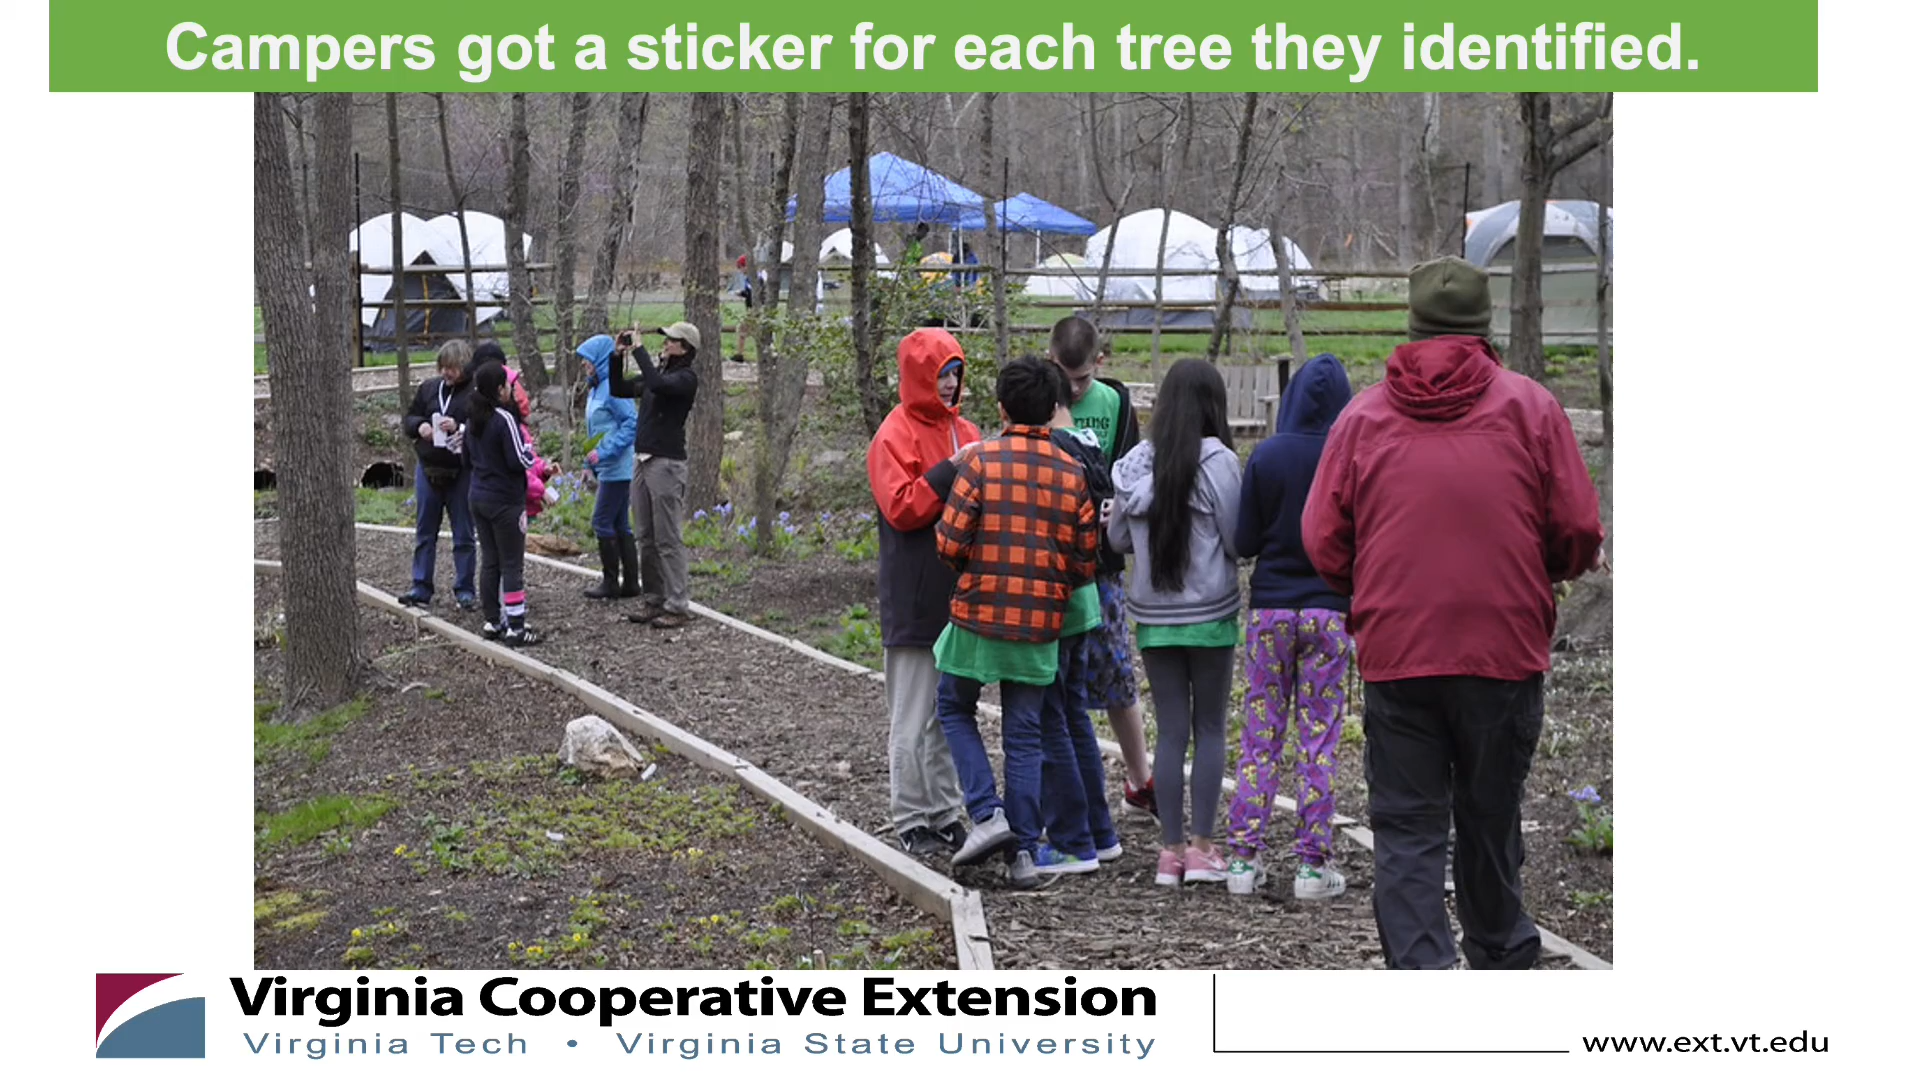 Campers got a sticker for each tree they identified.
Virginia Cooperative Extension
Virginia Tech • Virginia State University
www.ext.vt.edu